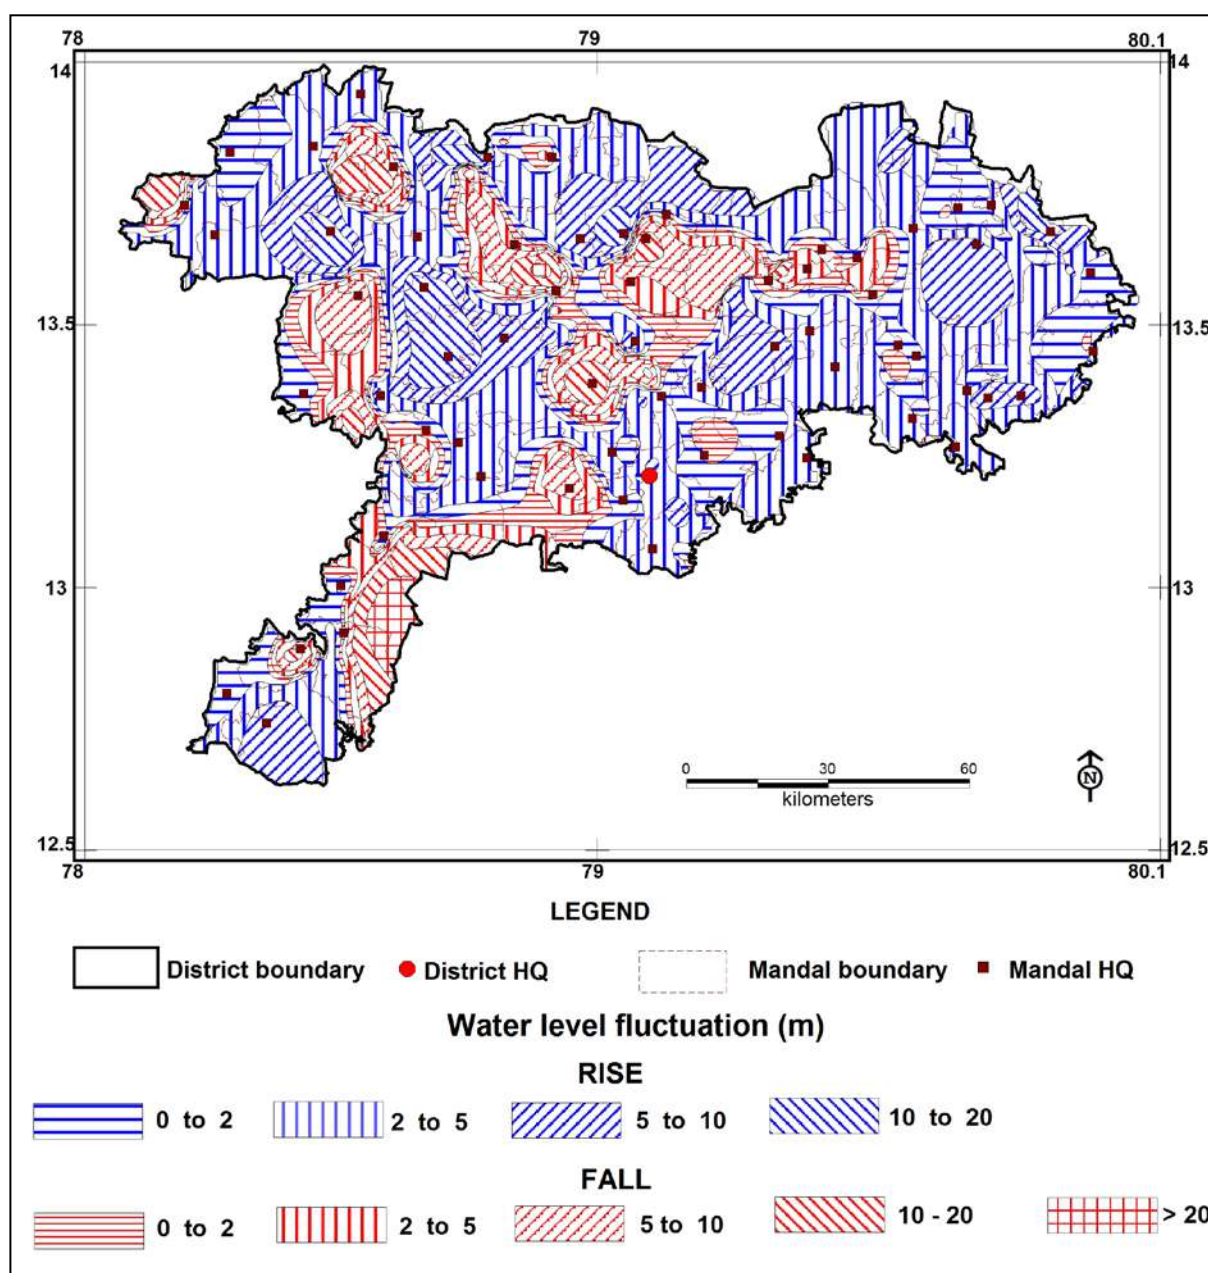 78 79 80.1
14 14
13.5 13.5
13 13
0 30 60
kilometers
N
12.5 12.5
78 79 80.1
LEGEND
District boundary District HQ Mandal boundary Mandal HQ
Water level fluctuation (m)
RISE
0 to 2 2 to 5 5 to 10 10 to 20
FALL
0 to 2 2 to 5 5 to 10 10 - 20 > 20